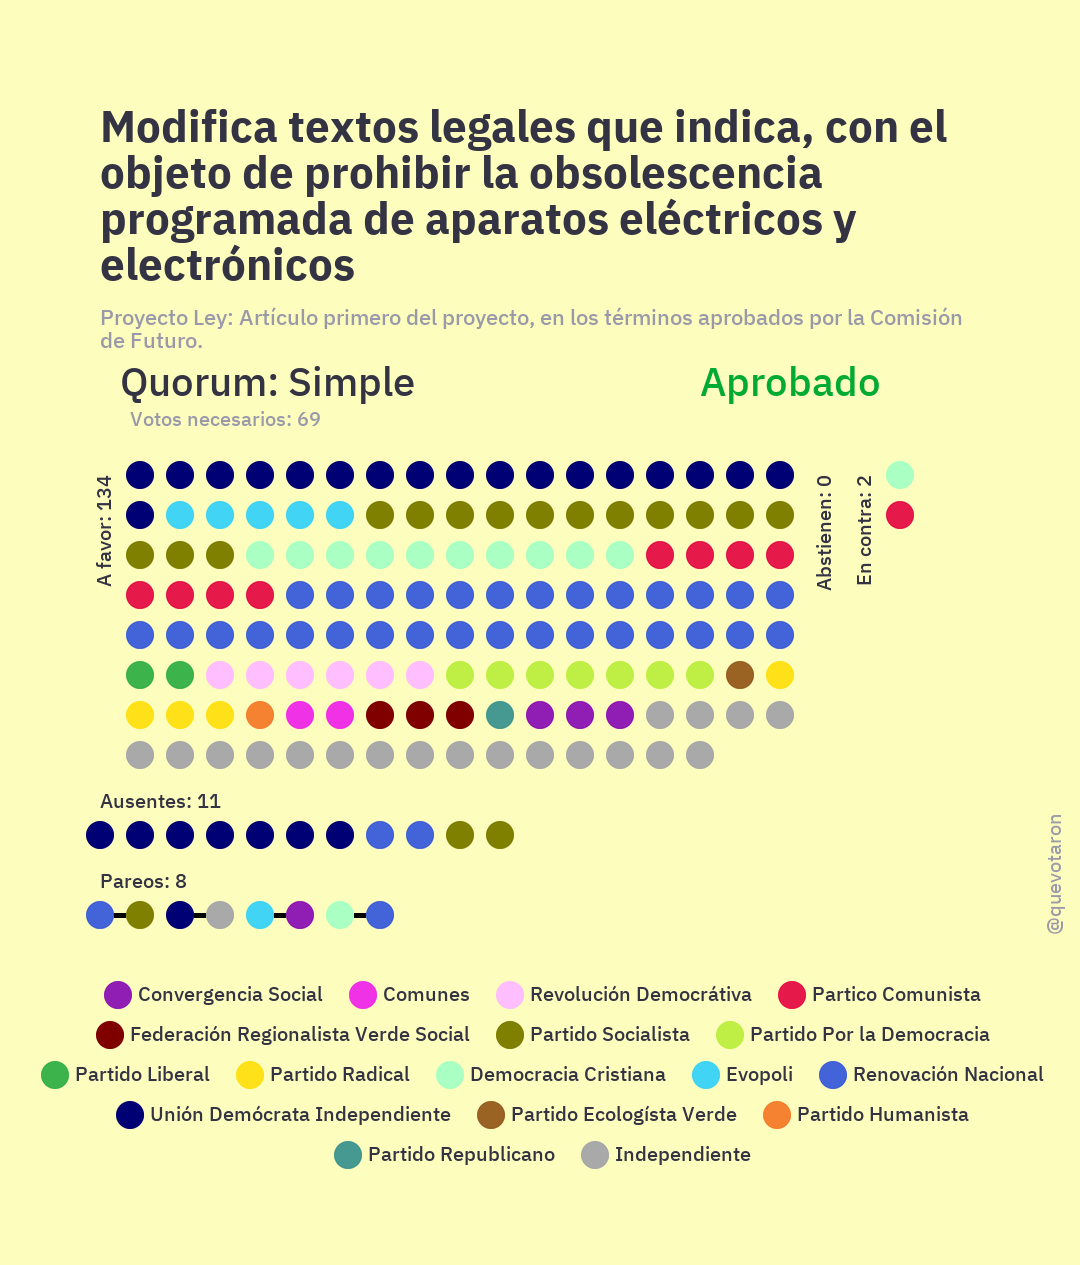 Modifica textos legales que indica, con el
objeto de prohibir la obsolescencia
programada de aparatos eléctricos y
electrónicos
Proyecto Ley: Artículo primero del proyecto, en los términos aprobados por la Comisión
de Futuro.
Quorum: Simple
Aprobado
Votos necesarios: 69
A favor: 134
Abstienen: 0
En contra: 2
Ausentes: 11
Pareos: 8
@quevotaron
Convergencia Social
Comunes
Revolución Democrátiva
Partico Comunista
Federación Regionalista Verde Social
Partido Socialista
Partido Por la Democracia
Partido Liberal
Partido Radical
Democracia Cristiana
Evopoli
Renovación Nacional
Unión Demócrata Independiente
Partido Ecologísta Verde
Partido Humanista
Partido Republicano
Independiente